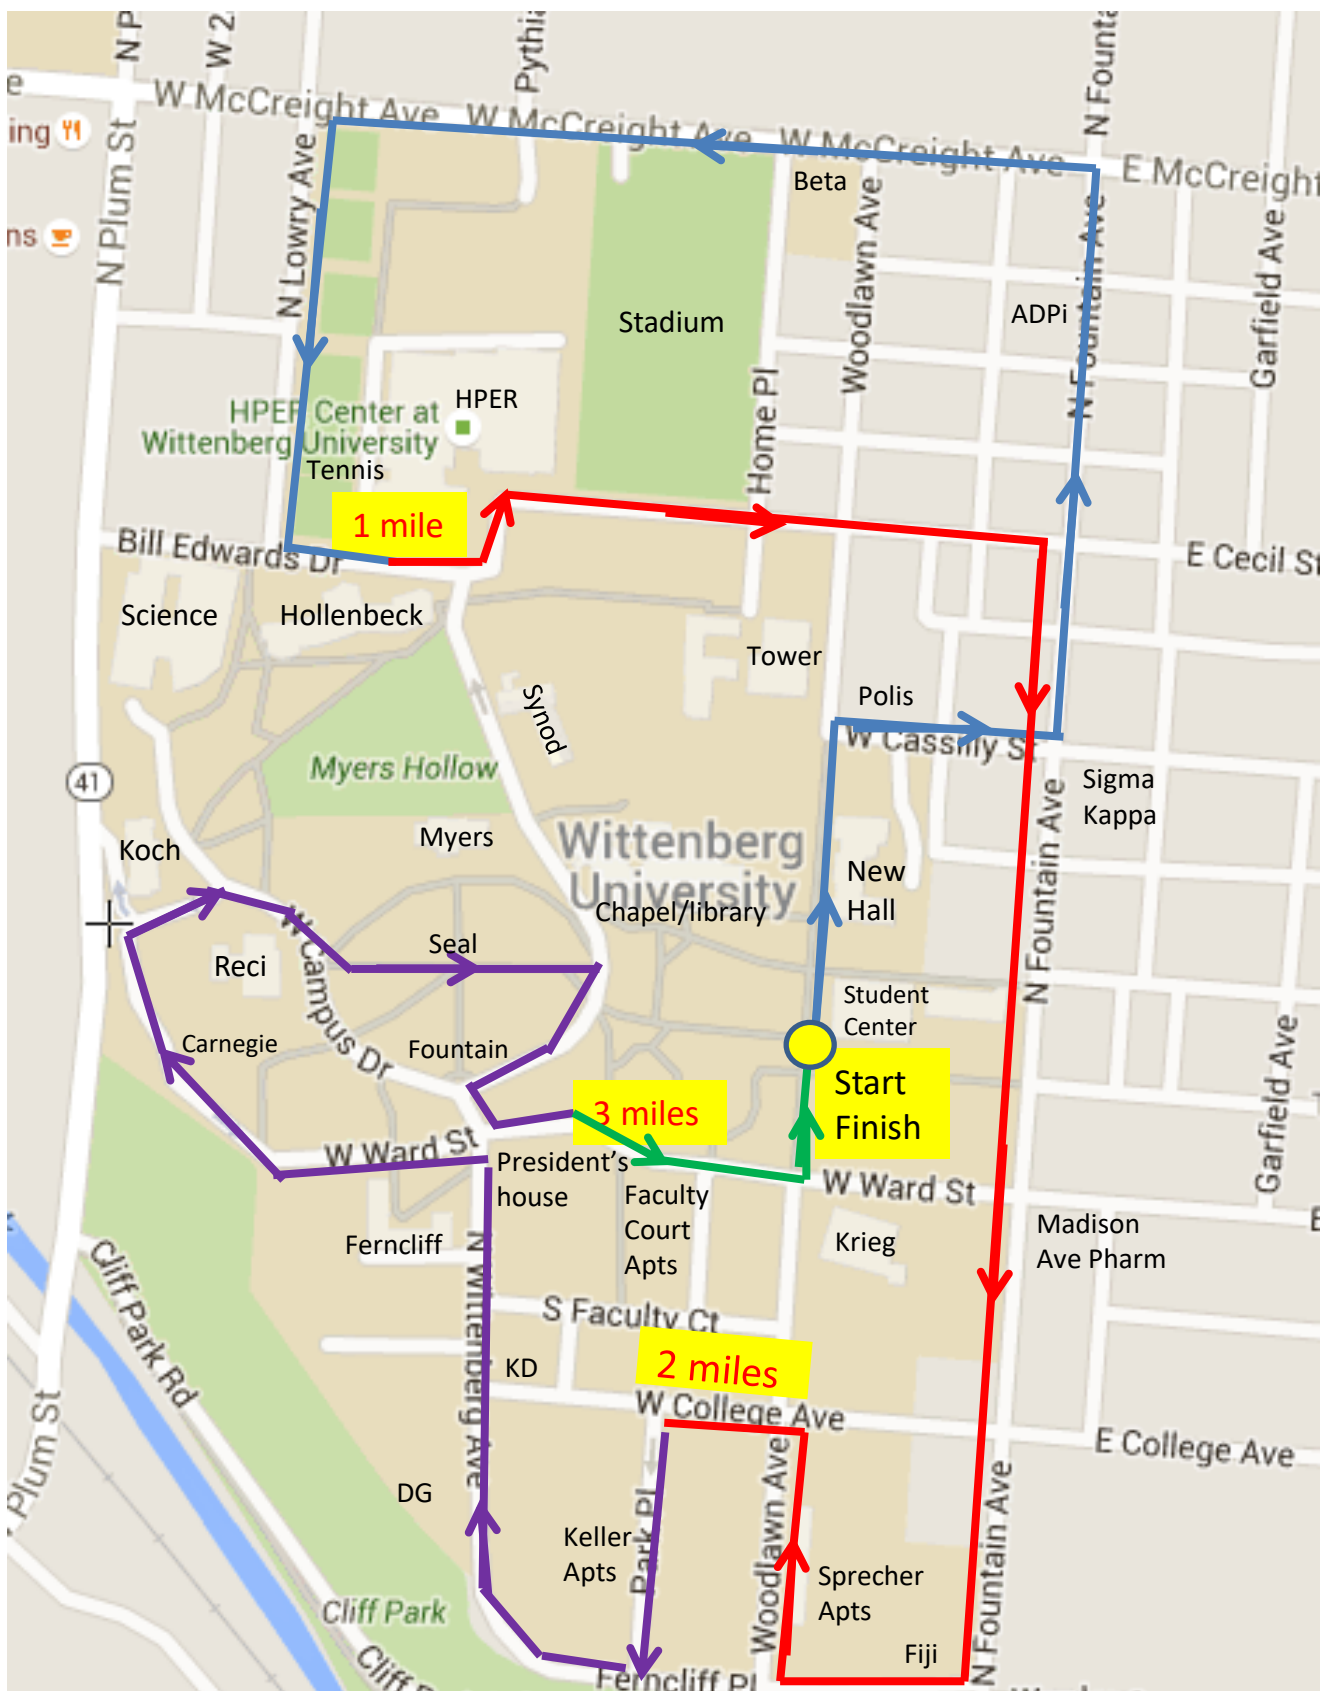 N P
W 2
Pythi
N Founta
e
W McCreight Ave
W McCreight Ave
W McCreight Ave
E McCreight
ing
N Plum St
Beta
ns
N Lowry Ave
Woodlawn Ave
N Fountain Ave
Garfield Ave
Stadium
ADPi
HPER
HPER Center at
Wittenberg University
Home Pl
Tennis
1 mile
Bill Edwards Dr
E Cecil St
Science
Hollenbeck
Tower
Synod
Polis
W Cassilly St
Myers Hollow
41
Sigma
Kappa
Koch
Myers
Wittenberg
University
New
Hall
Chapel/library
N Fountain Ave
Seal
Reci
W Campus Dr
Student
Center
Carnegie
Fountain
Start
Finish
3 miles
Garfield Ave
W Ward St
President's
house
W Ward St
Faculty
Court
Apts
Madison
Ave Pharm
Krieg
Ferncliff
N Wittenberg Ave
Cliff Park Rd
S Faculty Ct
2 miles
KD
W College Ave
E College Ave
Plum St
DG
Keller
Apts
Park Pl
Woodlawn Ave
N Fountain Ave
Sprecher
Apts
Cliff Park
Fiji
Ferncliff Pl
Cliff